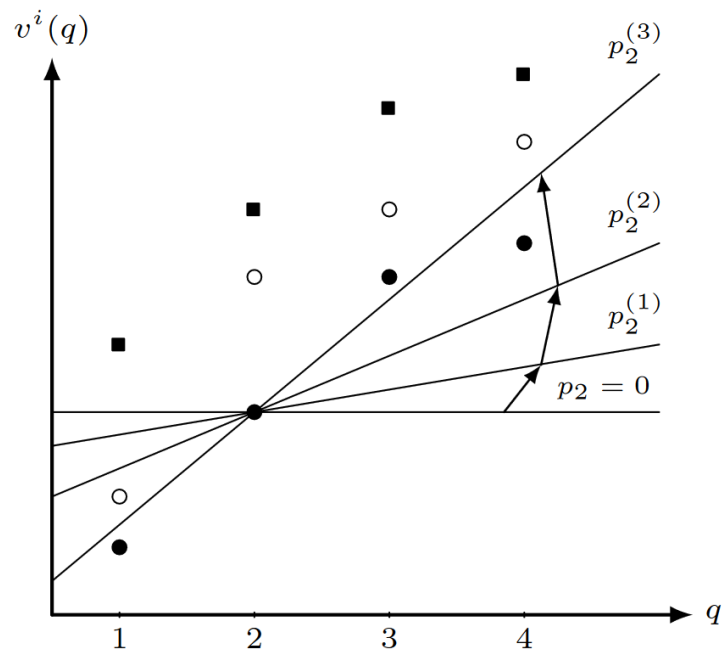 v^i(q)
p_2^{(3)}
p_2^{(2)}
p_2^{(1)}
p_2 = 0
q
1 2 3 4